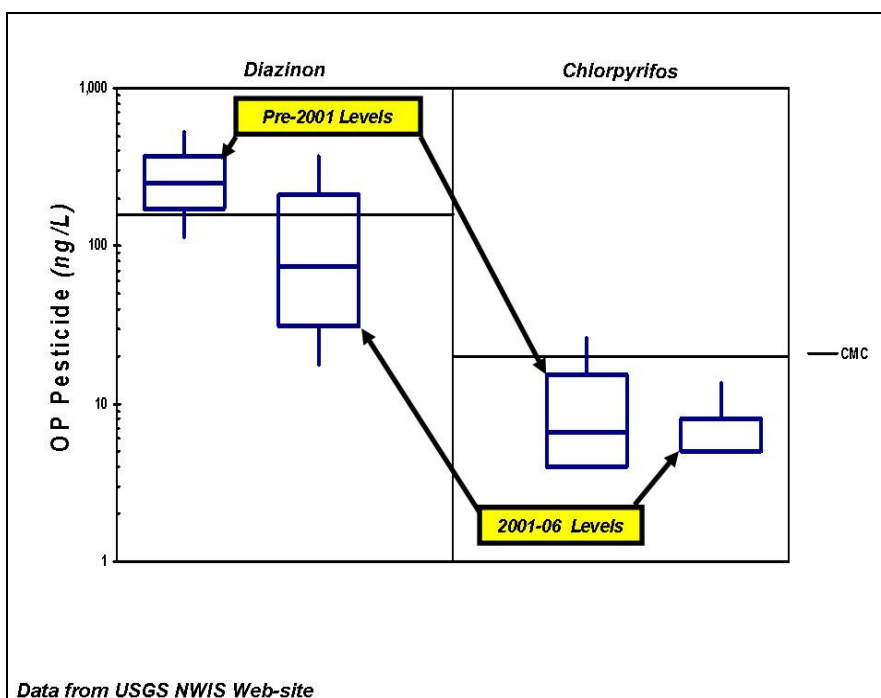 Diazinon
Chlorpyrifos
1,000
Pre-2001 Levels
OP Pesticide (ng/L)
100
CMC
10
2001-06 Levels
1
Data from USGS NWIS Web-site